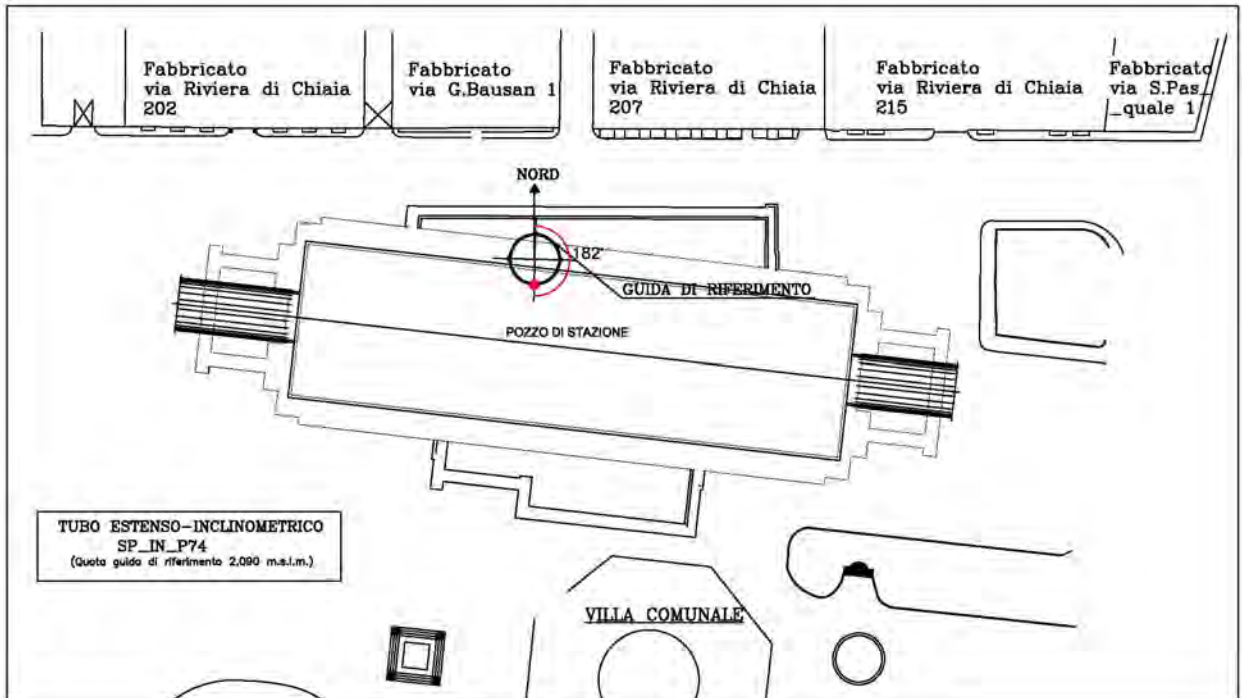 Fabbricato
via Riviera di Chiaia
202
Fabbricato
via G.Bausan 1
Fabbricato
via Riviera di Chiaia
207
Fabbricato
via Riviera di Chiaia
215
Fabbricato
via S.Pas
_quale 1
NORD
182°
GUIDA DI RIFERIMENTO
POZZO DI STAZIONE
TUBO ESTENSO-INCLINOMETRICO
SP_IN_P74
(Quota guida di riferimento 2,090 m.s.l.m.)
VILLA COMUNALE